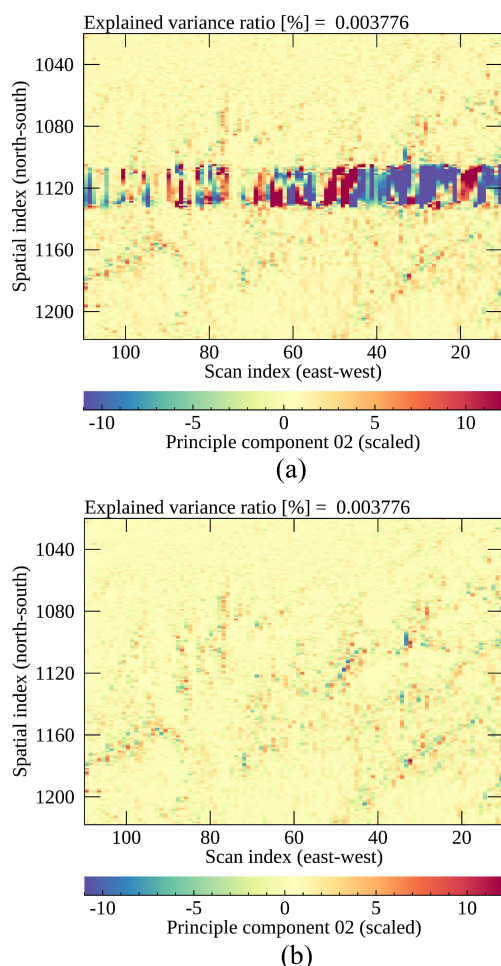 Explained variance ratio [%] = 0.003776
1040
1080
1120
1160
1200
Spatial index (north-south)
100 80 60 40 20
Scan index (east-west)
-10 -5 0 5 10
Principle component 02 (scaled)
(a)
Explained variance ratio [%] = 0.003776
1040
1080
1120
1160
1200
Spatial index (north-south)
100 80 60 40 20
Scan index (east-west)
-10 -5 0 5 10
Principle component 02 (scaled)
(b)